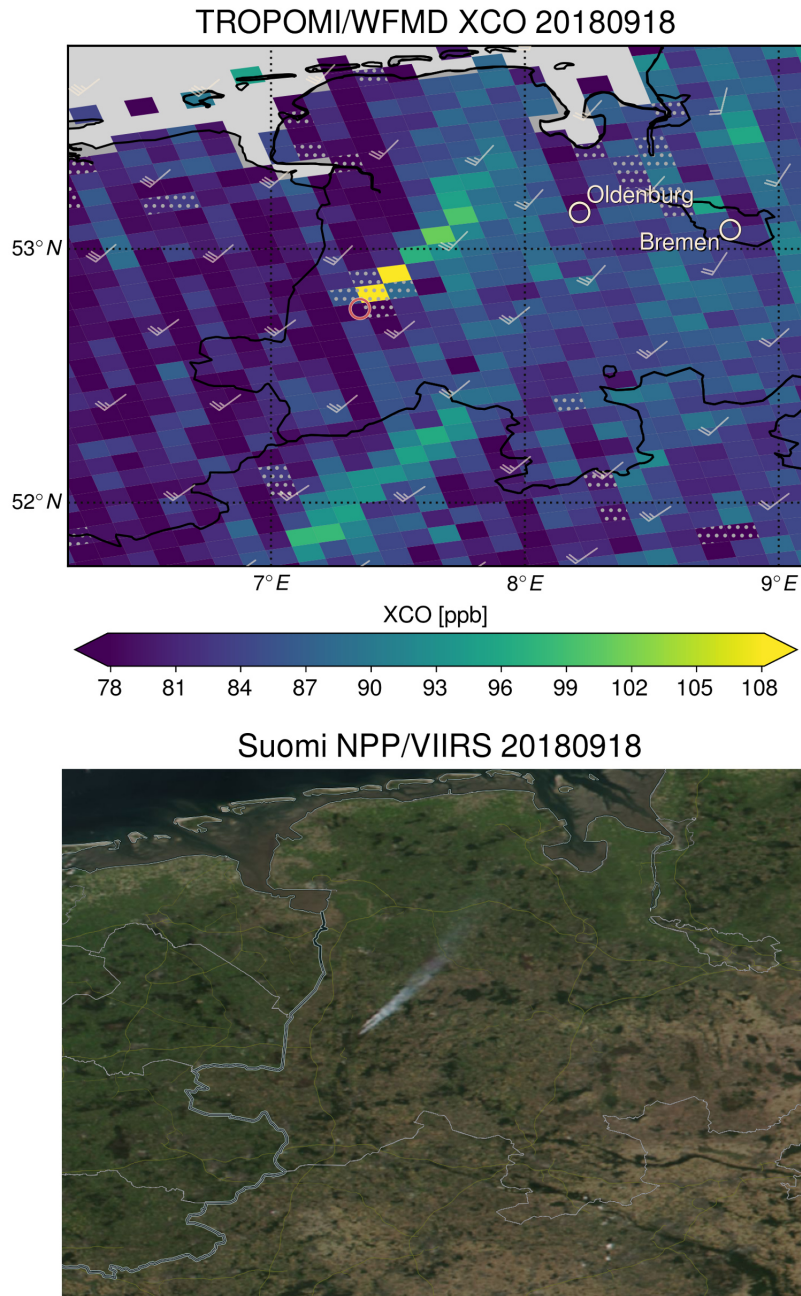 TROPOMI/WFMD XCO 20180918
Oldenburg
53°N
Bremen
52°N
7°E 8°E 9°E
XCO [ppb]
78 81 84 87 90 93 96 99 102 105 108
Suomi NPP/VIIRS 20180918